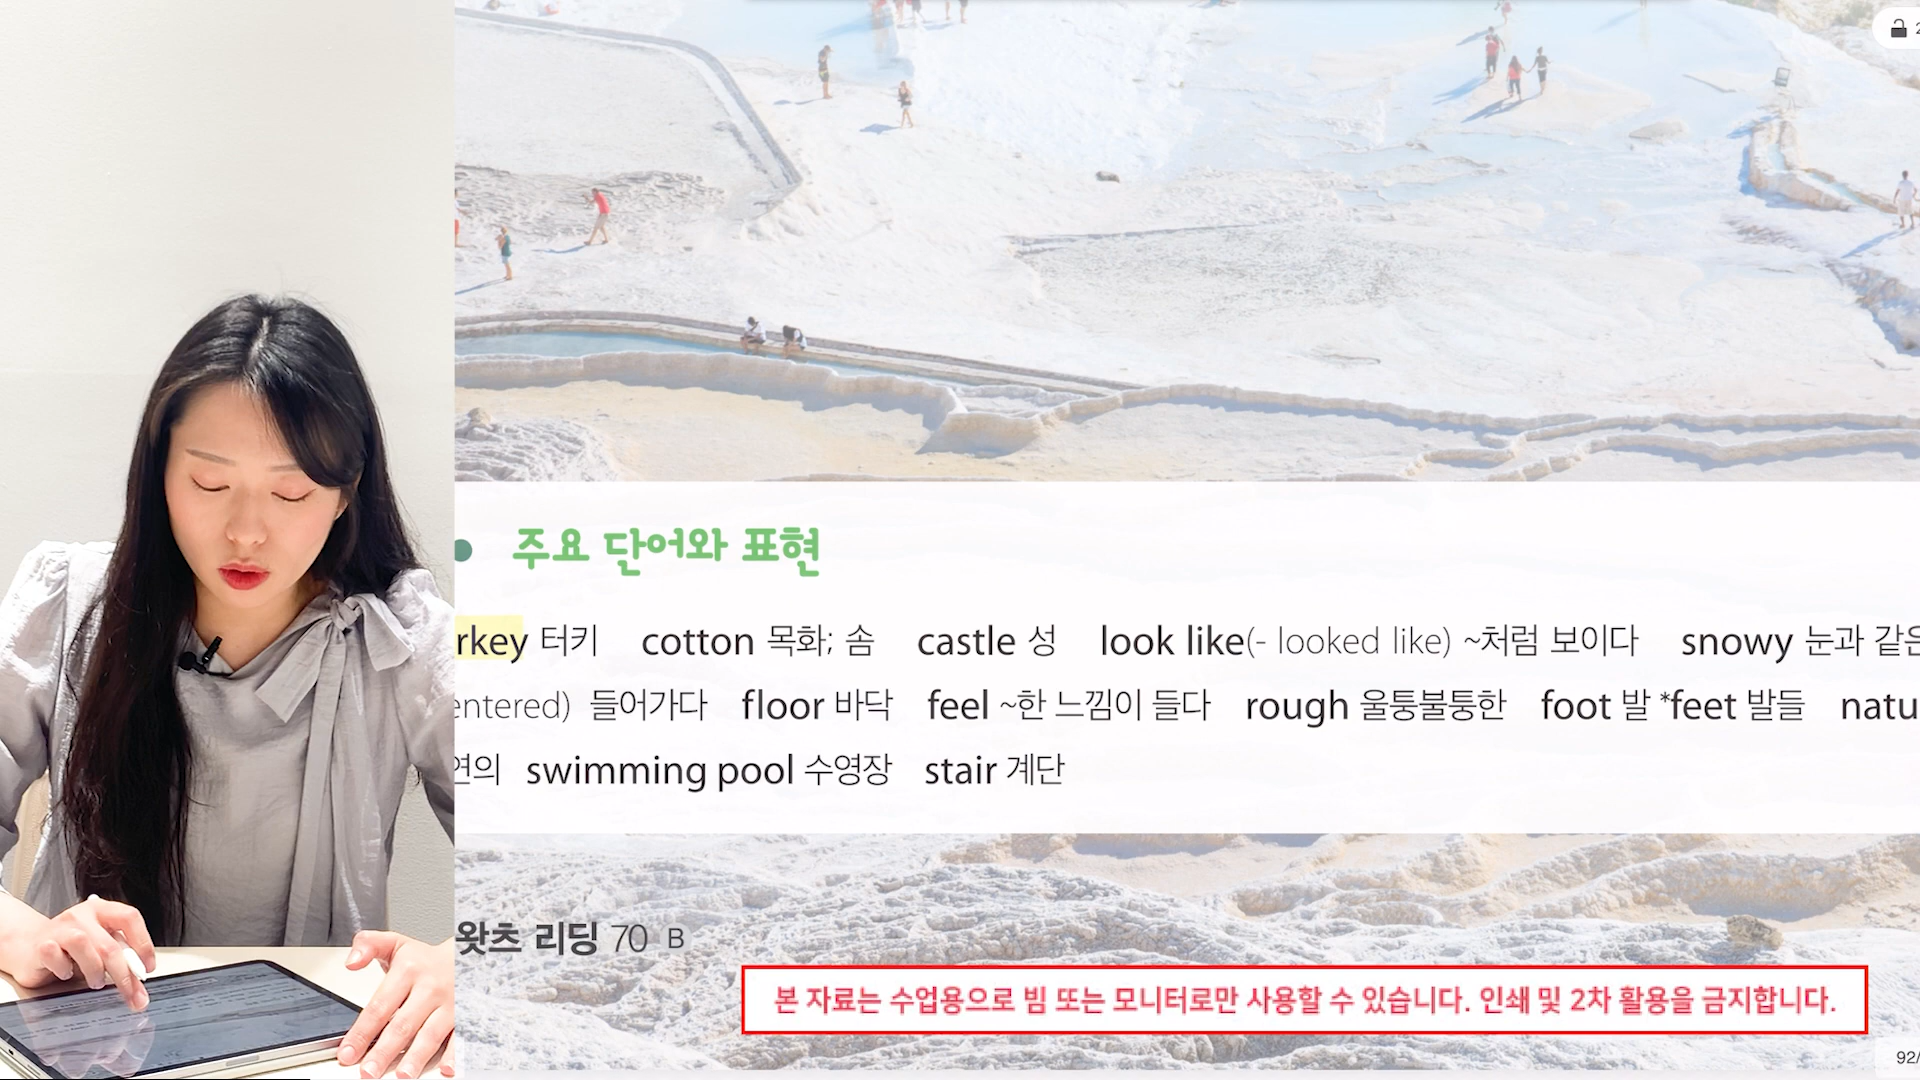 주요 단어와 표현
rkey 터키 cotton 목화; 솜 castle 성 look like(- looked like) ~처럼 보이다 snowy 눈과 같은
entered) 들어가다 floor 바닥 feel ~한 느낌이 들다 rough 울퉁불퉁한 foot 발 *feet 발들 natu
연의 swimming pool 수영장 stair 계단
왓츠 리딩 70 B
본 자료는 수업용으로 빔 또는 모니터로만 사용할 수 있습니다. 인쇄 및 2차 활용을 금지합니다.
92/